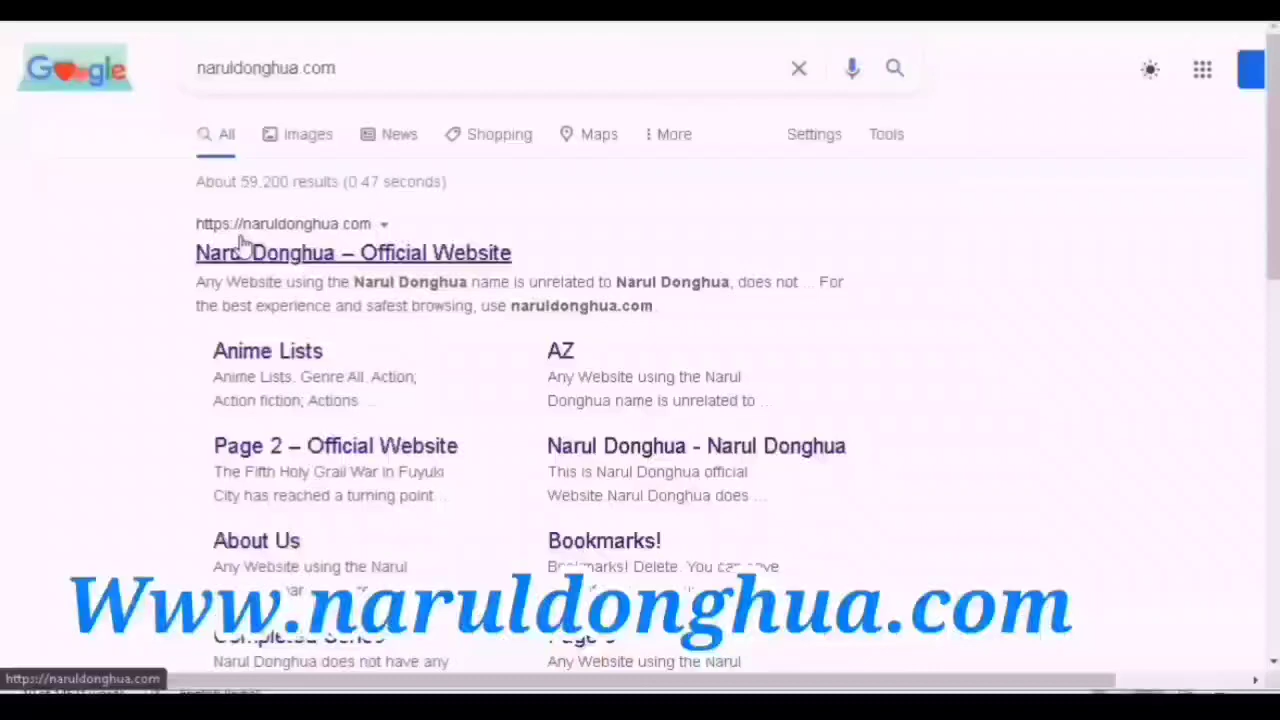 Google
naruldonghua.com
All Images News Shopping Maps More Settings Tools
About 59,200 results (0.47 seconds)
https://naruldonghua.com
Narul Donghua – Official Website
Any Website using the Narul Donghua name is unrelated to Narul Donghua, does not ... For
the best experience and safest browsing, use naruldonghua.com
Anime Lists
Anime Lists. Genre All. Action;
Action fiction; Actions ...
AZ
Any Website using the Narul
Donghua name is unrelated to ...
Page 2 – Official Website
The Fifth Holy Grail War in Fuyuki
City has reached a turning point ...
Narul Donghua - Narul Donghua
This is Narul Donghua official
Website Narul Donghua does ...
About Us
Any Website using the Narul
Bookmarks!
Bookmarks! Delete. You can save
Www.naruldonghua.com
Completed Series
Narul Donghua does not have any
Any Website using the Narul
https://naruldonghua.com